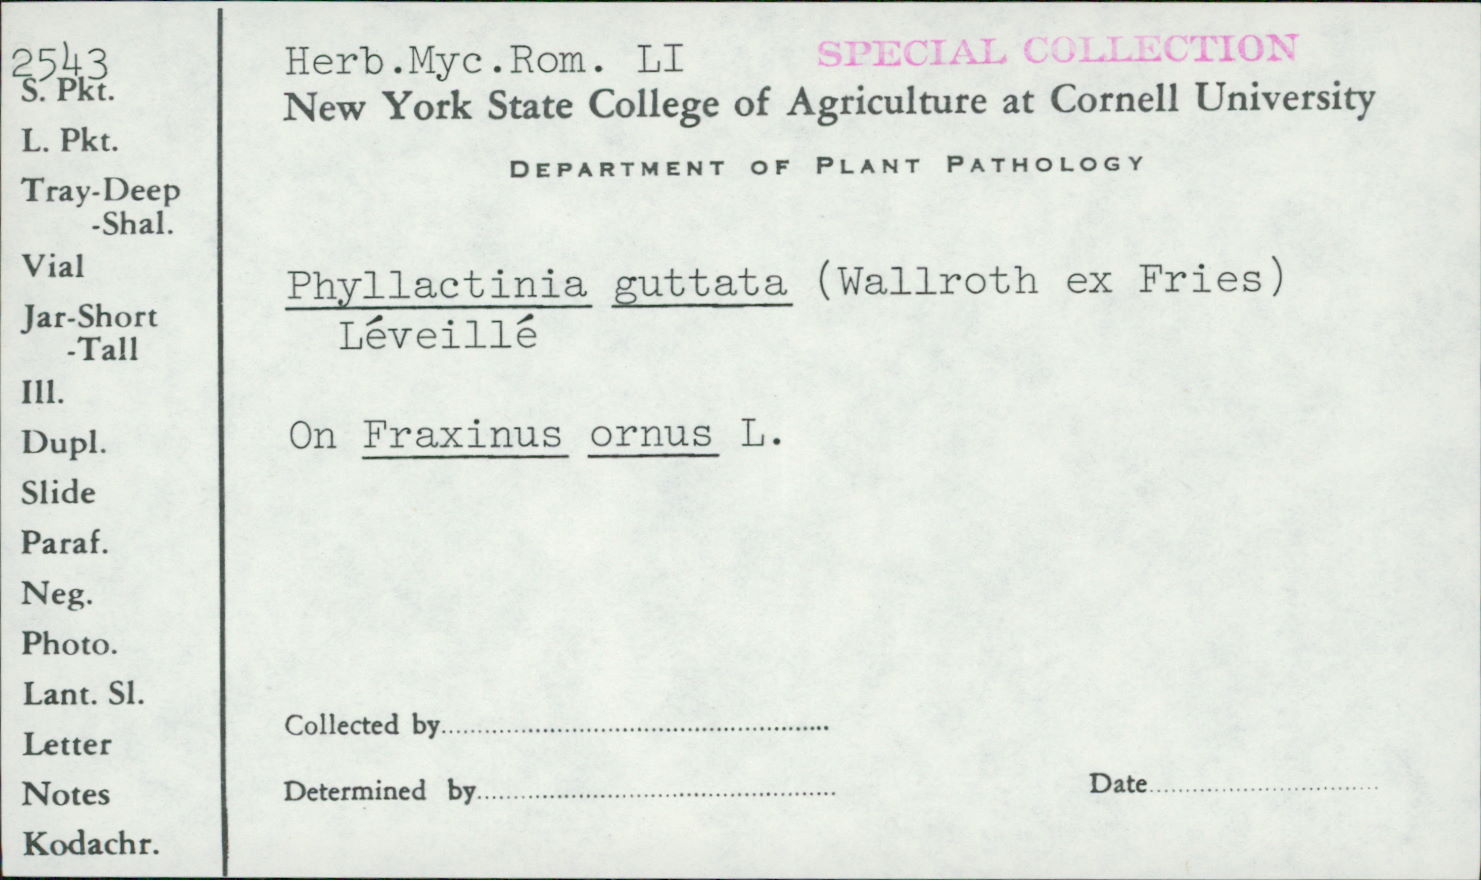 2543
S. Pkt.
L. Pkt.
Tray-Deep
-Shal.
Vial
Jar-Short
-Tall
Ill.
Dupl.
Slide
Paraf.
Neg.
Photo.
Lant. Sl.
Letter
Notes
Kodachr.
Herb.Myc.Rom. LI SPECIAL COLLECTION
New York State College of Agriculture at Cornell University
DEPARTMENT OF PLANT PATHOLOGY
Phyllactinia guttata (Wallroth ex Fries)
Léveillé
On Fraxinus ornus L.
Collected by
Determined by Date